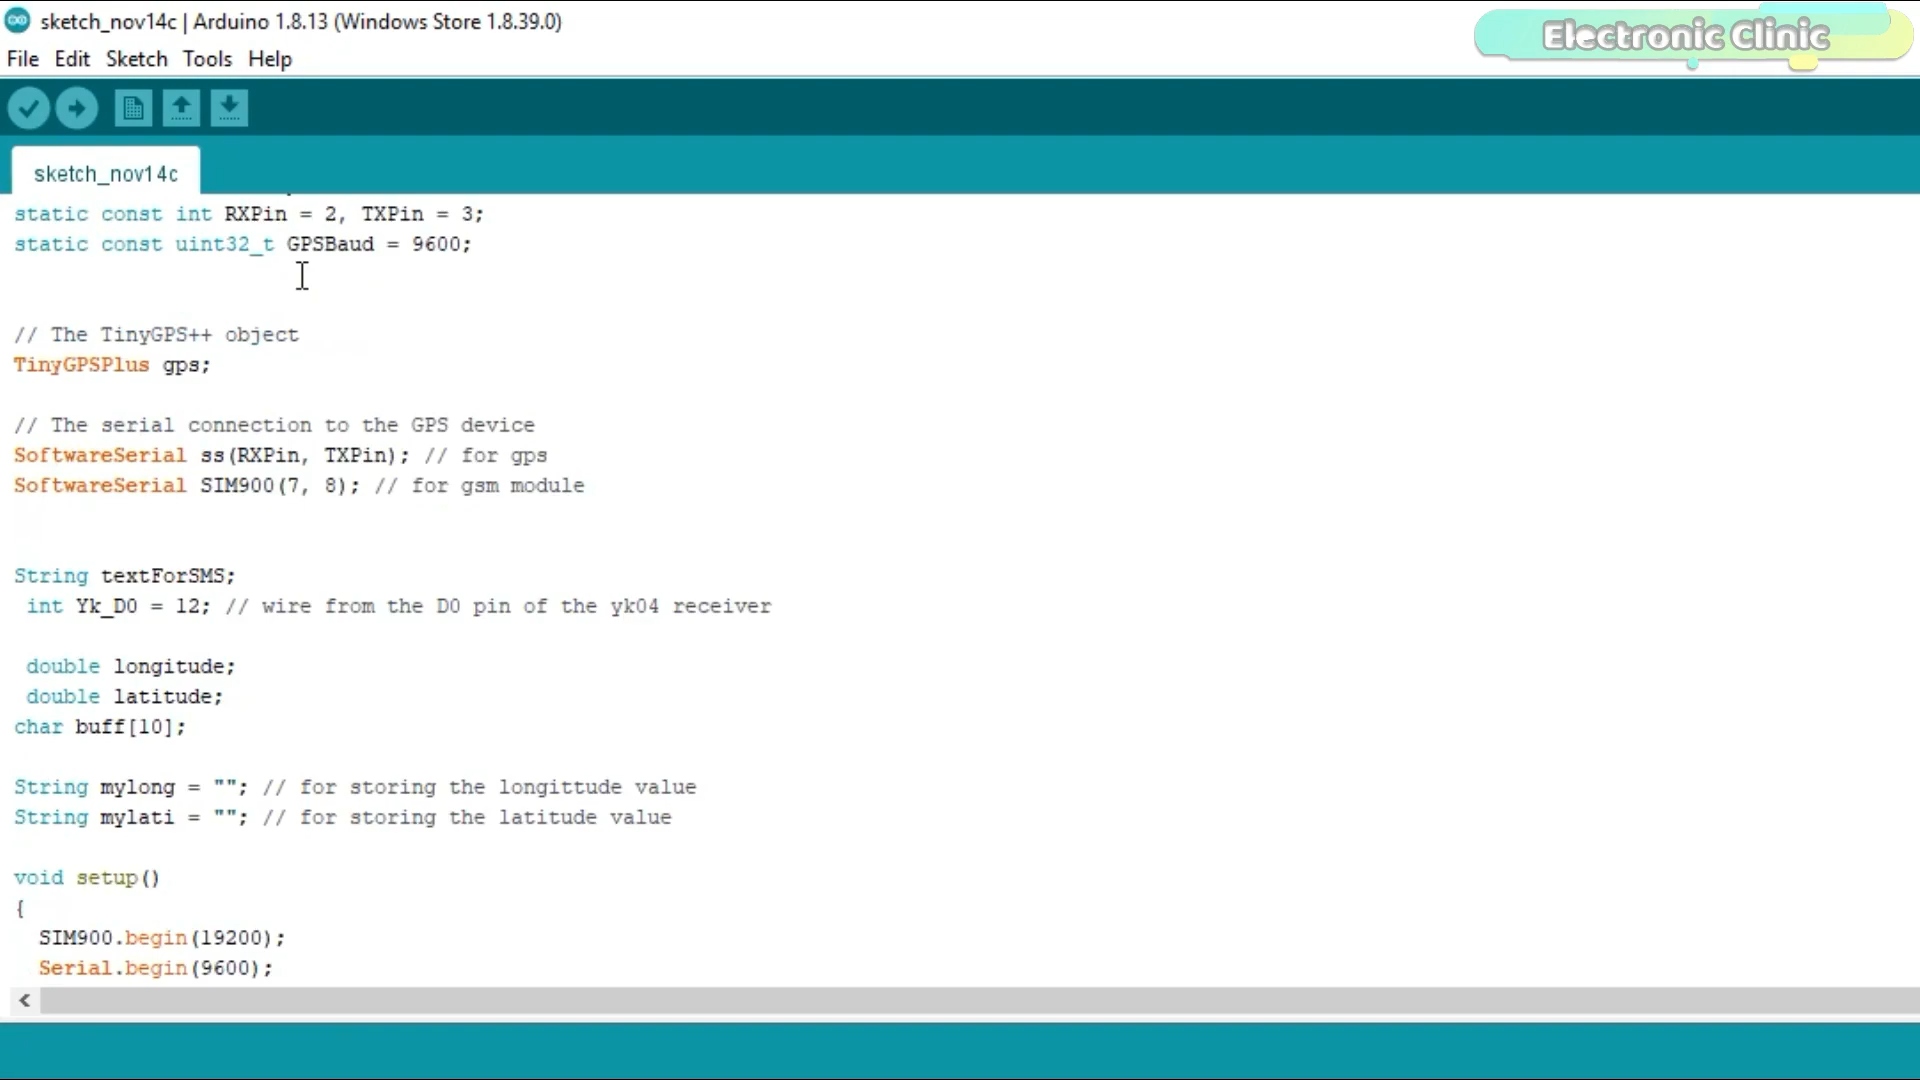 sketch_nov14c | Arduino 1.8.13 (Windows Store 1.8.39.0)
Electronic Clinic
File Edit Sketch Tools Help
sketch_nov14c
static const int RXPin = 2, TXPin = 3;
static const uint32_t GPSBaud = 9600;
// The TinyGPS++ object
TinyGPSPlus gps;
// The serial connection to the GPS device
SoftwareSerial ss(RXPin, TXPin); // for gps
SoftwareSerial SIM900(7, 8); // for gsm module
String textForSMS;
int Yk_D0 = 12; // wire from the D0 pin of the yk04 receiver
double longitude;
double latitude;
char buff[10];
String mylong = ""; // for storing the longittude value
String mylati = ""; // for storing the latitude value
void setup()
{
SIM900.begin(19200);
Serial.begin(9600);